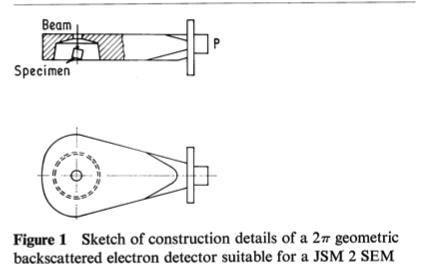 Beam
P
Specimen
Figure 1 Sketch of construction details of a 2π geometric
backscattered electron detector suitable for a JSM 2 SEM